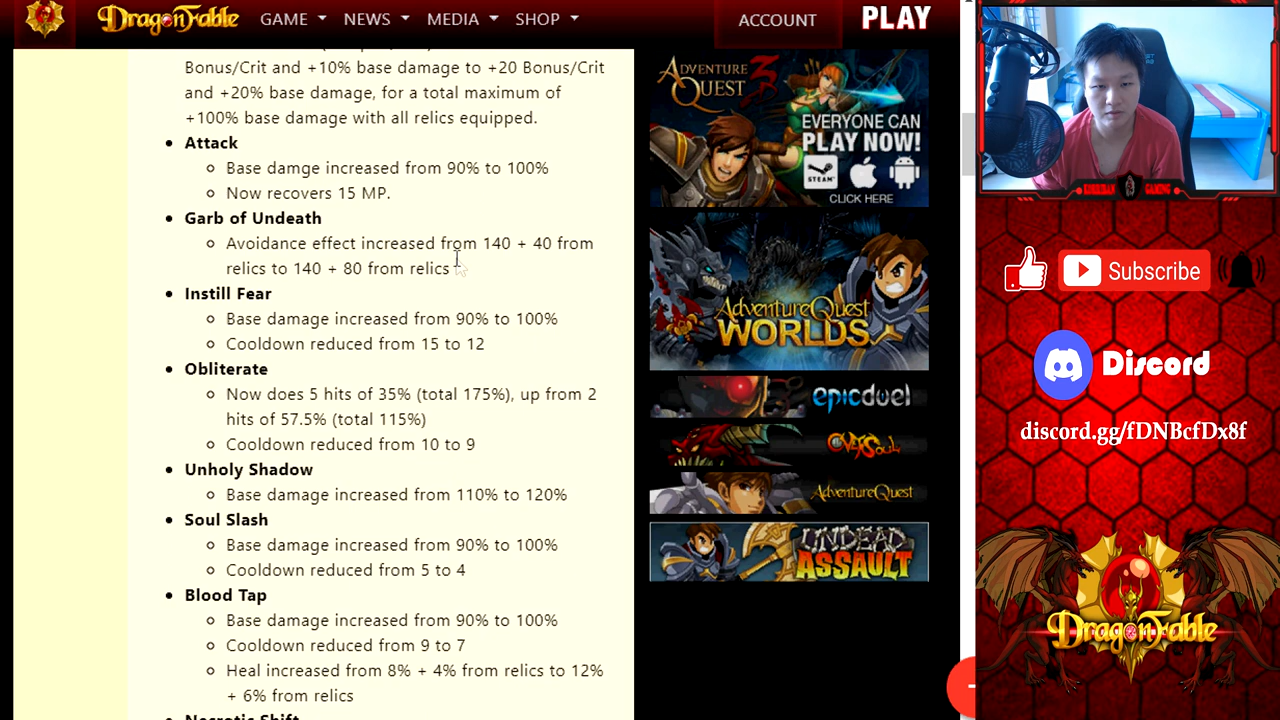 DragonFable
GAME
NEWS
MEDIA
SHOP
ACCOUNT
PLAY
Bonus/Crit and +10% base damage to +20 Bonus/Crit
and +20% base damage, for a total maximum of
+100% base damage with all relics equipped.
Attack
Base damge increased from 90% to 100%
Now recovers 15 MP.
Garb of Undeath
Avoidance effect increased from 140 + 40 from
relics to 140 + 80 from relics
Instill Fear
Base damage increased from 90% to 100%
Cooldown reduced from 15 to 12
Obliterate
Now does 5 hits of 35% (total 175%), up from 2
hits of 57.5% (total 115%)
Cooldown reduced from 10 to 9
Unholy Shadow
Base damage increased from 110% to 120%
Soul Slash
Base damage increased from 90% to 100%
Cooldown reduced from 5 to 4
Blood Tap
Base damage increased from 90% to 100%
Cooldown reduced from 9 to 7
Heal increased from 8% + 4% from relics to 12%
+ 6% from relics
Necrotic Shift
ADVENTURE
QUEST 3
EVERYONE CAN
PLAY NOW!
STEAM
CLICK HERE
AdventureQuest
WORLDS
epicduel
OverSoul
AdventureQuest
UNDEAD
ASSAULT
GAMING
Subscribe
Discord
discord.gg/fDNBcfDx8f
DragonFable